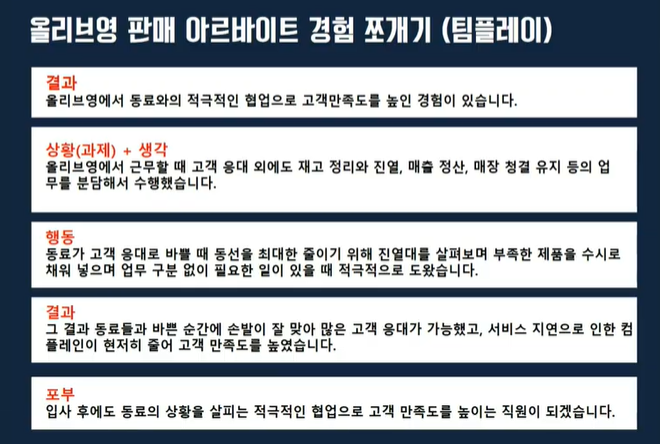 올리브영 판매 아르바이트 경험 쪼개기 (팀플레이)
결과
올리브영에서 동료와의 적극적인 협업으로 고객만족도를 높인 경험이 있습니다.
상황(과제) + 생각
올리브영에서 근무할 때 고객 응대 외에도 재고 정리와 진열, 매출 정산, 매장 청결 유지 등의 업
무를 분담해서 수행했습니다.
행동
동료가 고객 응대로 바쁠 때 동선을 최대한 줄이기 위해 진열대를 살펴보며 부족한 제품을 수시로
채워 넣으며 업무 구분 없이 필요한 일이 있을 때 적극적으로 도왔습니다.
결과
그 결과 동료들과 바쁜 순간에 손발이 잘 맞아 많은 고객 응대가 가능했고, 서비스 지연으로 인한 컴
플레인이 현저히 줄어 고객 만족도를 높였습니다.
포부
입사 후에도 동료의 상황을 살피는 적극적인 협업으로 고객 만족도를 높이는 직원이 되겠습니다.